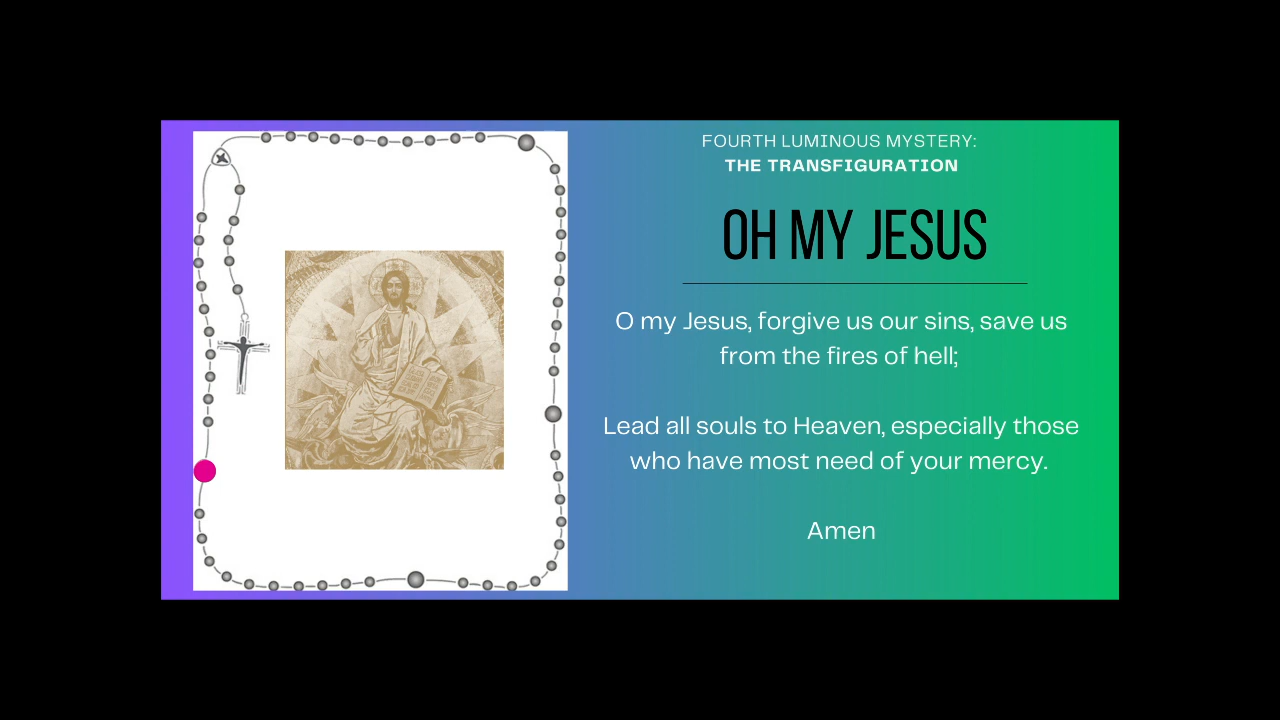 FOURTH LUMINOUS MYSTERY:
THE TRANSFIGURATION
OH MY JESUS
O my Jesus, forgive us our sins, save us
from the fires of hell;
Lead all souls to Heaven, especially those
who have most need of your mercy.
Amen